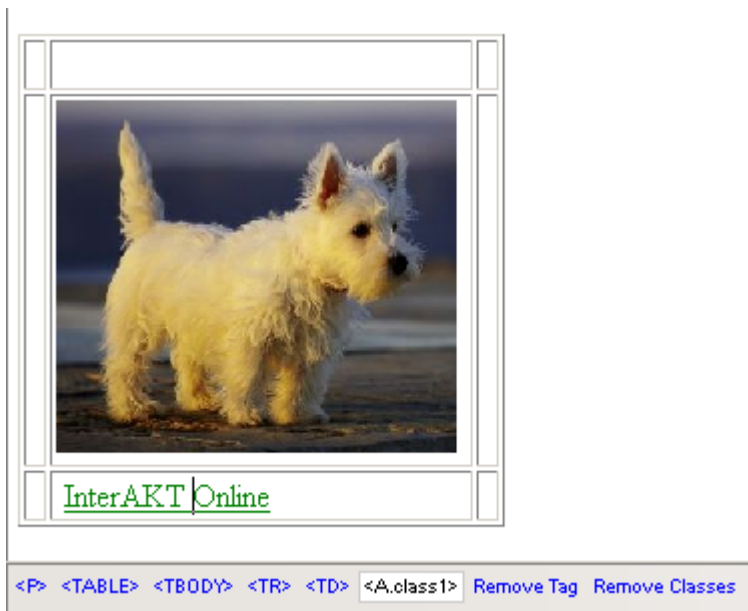 InterAKT Online
<P> <TABLE> <TBODY> <TR> <TD> <A.class1> Remove Tag Remove Classes